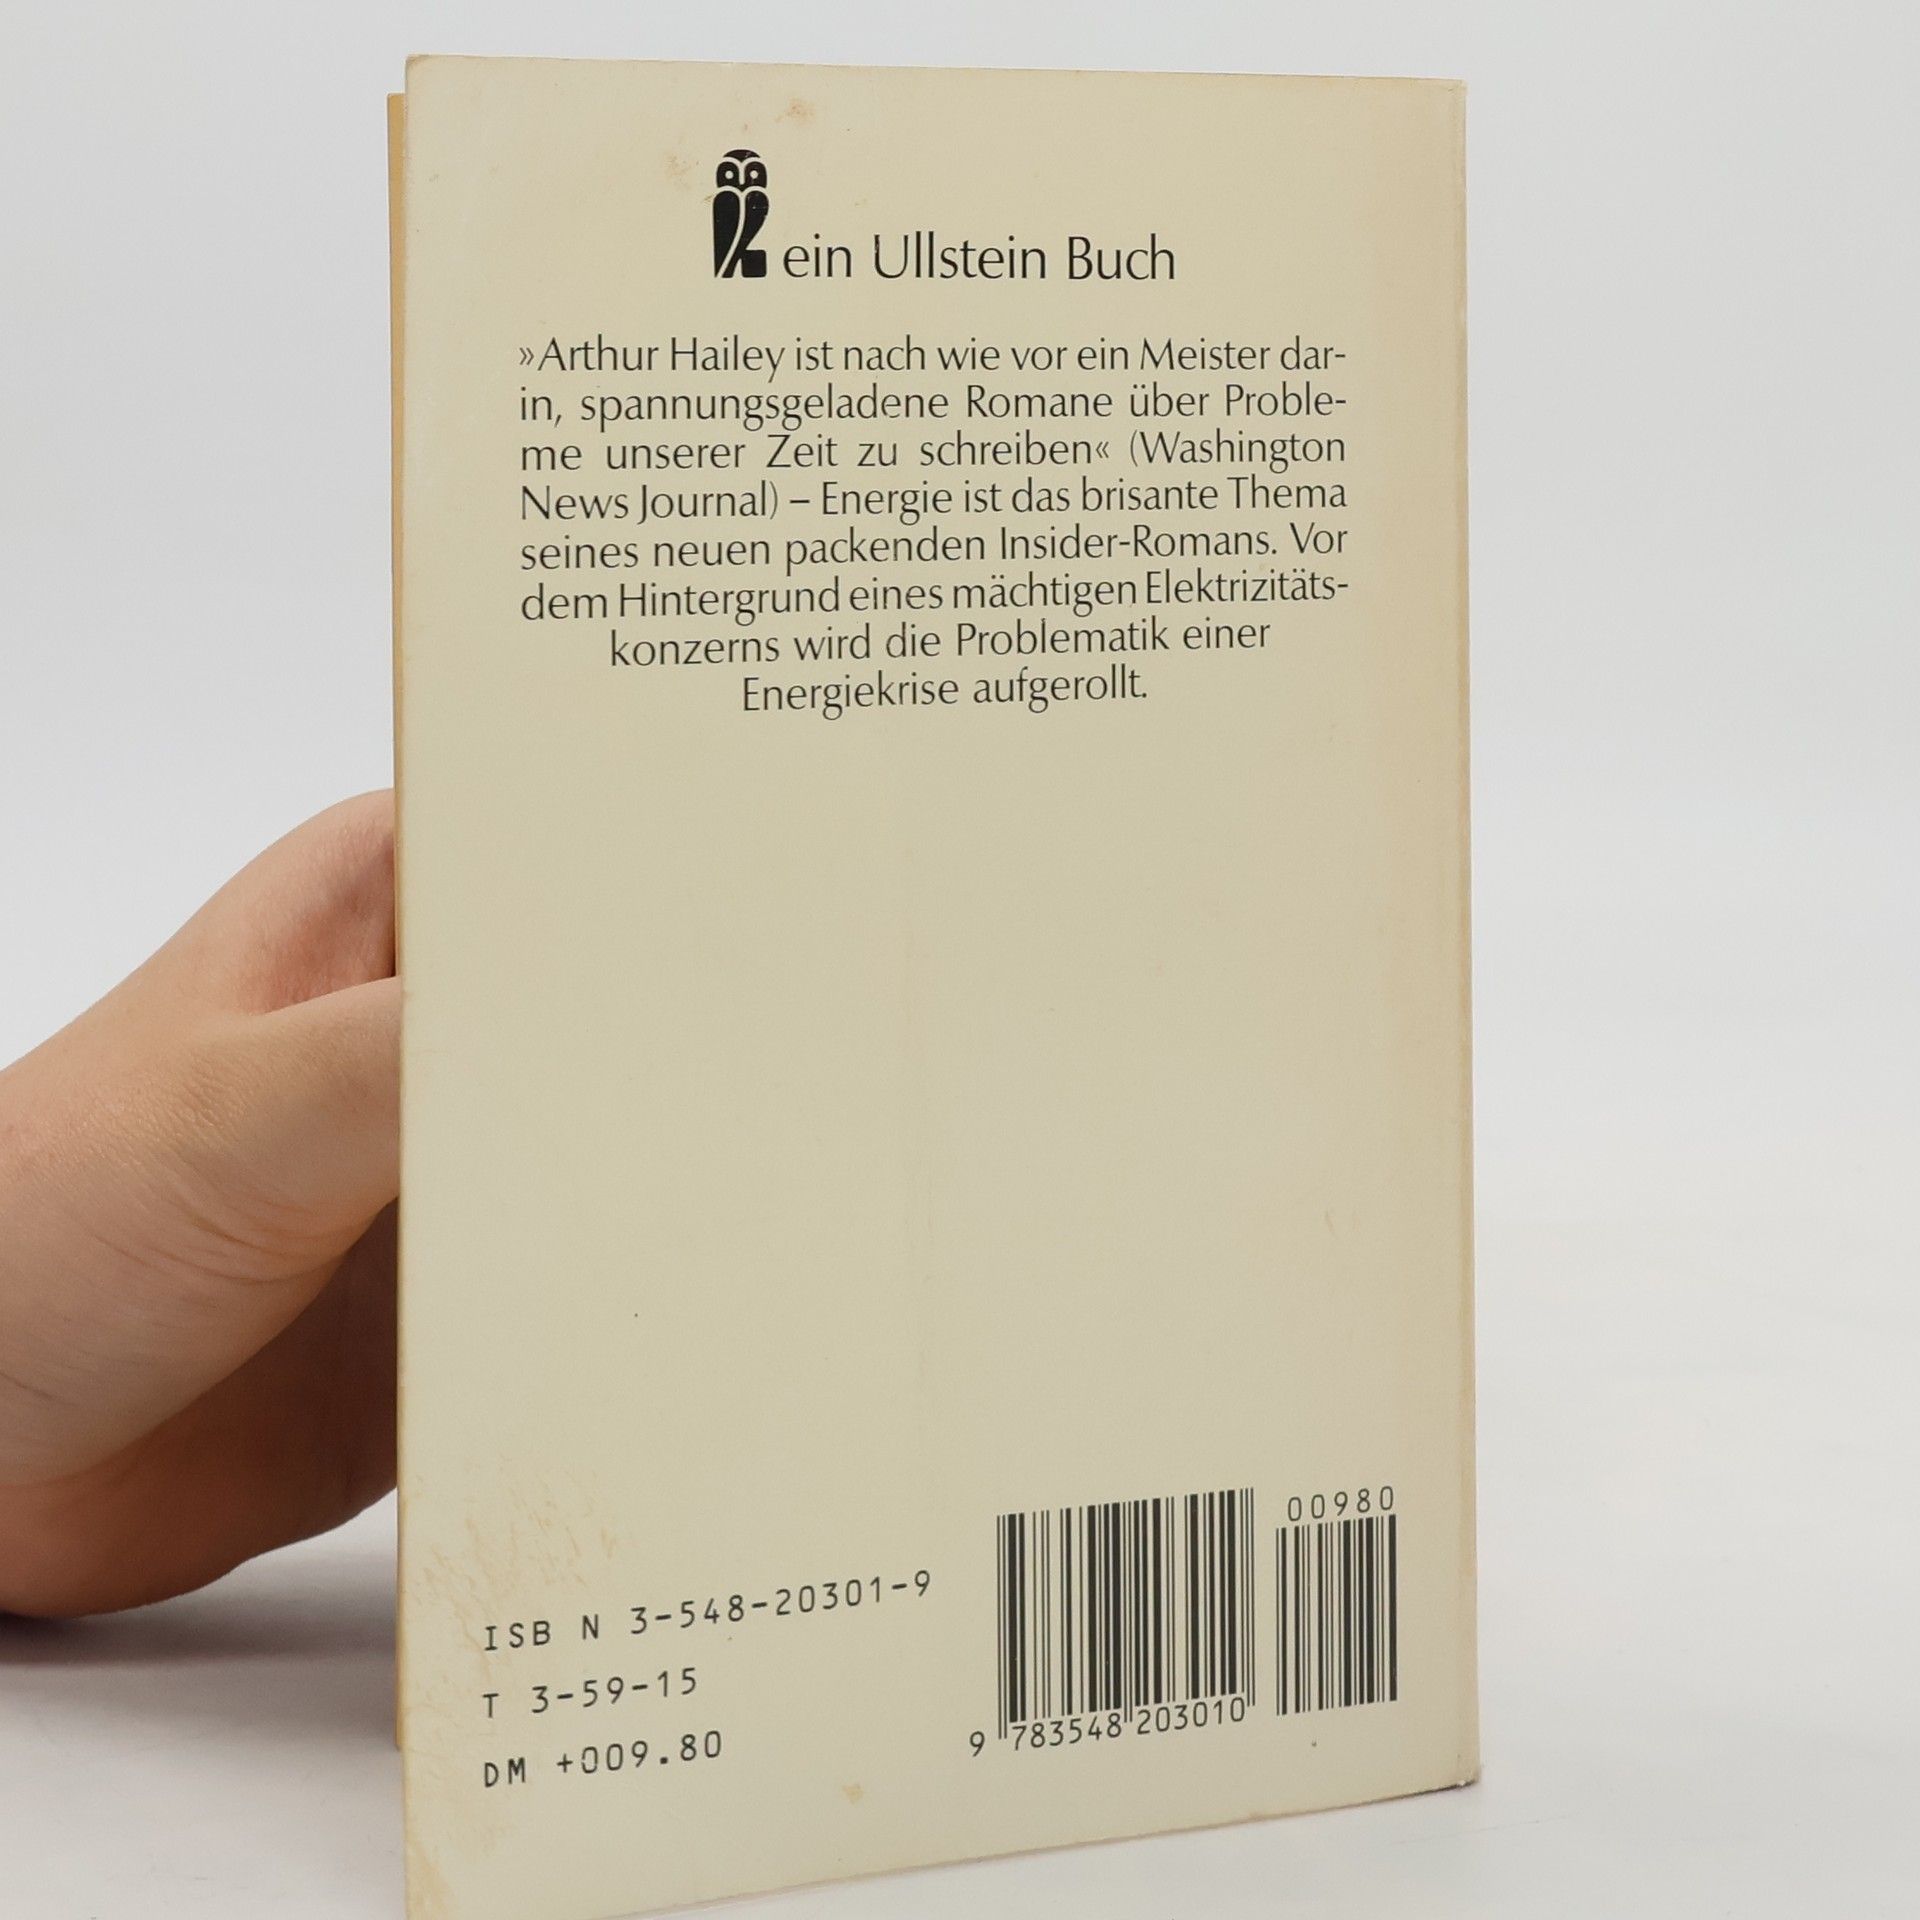 ein Ullstein Buch
»Arthur Hailey ist nach wie vor ein Meister dar-
in, spannungsgeladene Romane über Proble-
me unserer Zeit zu schreiben« (Washington
News Journal) – Energie ist das brisante Thema
seines neuen packenden Insider-Romans. Vor
dem Hintergrund eines mächtigen Elektrizitäts-
konzerns wird die Problematik einer
Energiekrise aufgerollt.
ISB N 3-548-20301-9
T 3-59-15
DM +009.80
00980
9 783548 203010